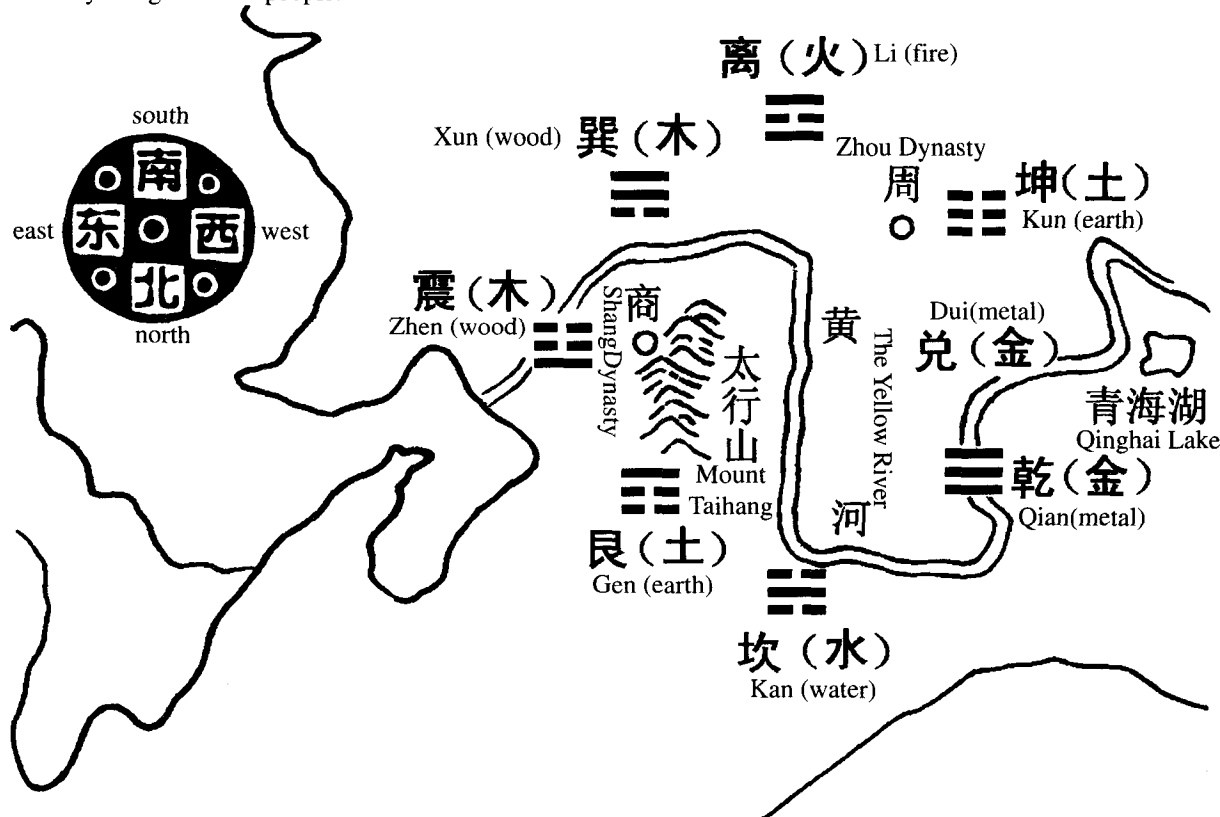 离（火） Li (fire)
south
Xun (wood) 巽（木）
Zhou Dynasty
周
坤（土）
Kun (earth)
南
east 东 西 west
北
north
震（木）
Zhen (wood)
商
Shang Dynasty
太行山
Mount
Taihang
黄河
The Yellow River
Dui(metal)
兑（金）
青海湖
Qinghai Lake
乾（金）
Qian(metal)
艮（土）
Gen (earth)
坎（水）
Kan (water)